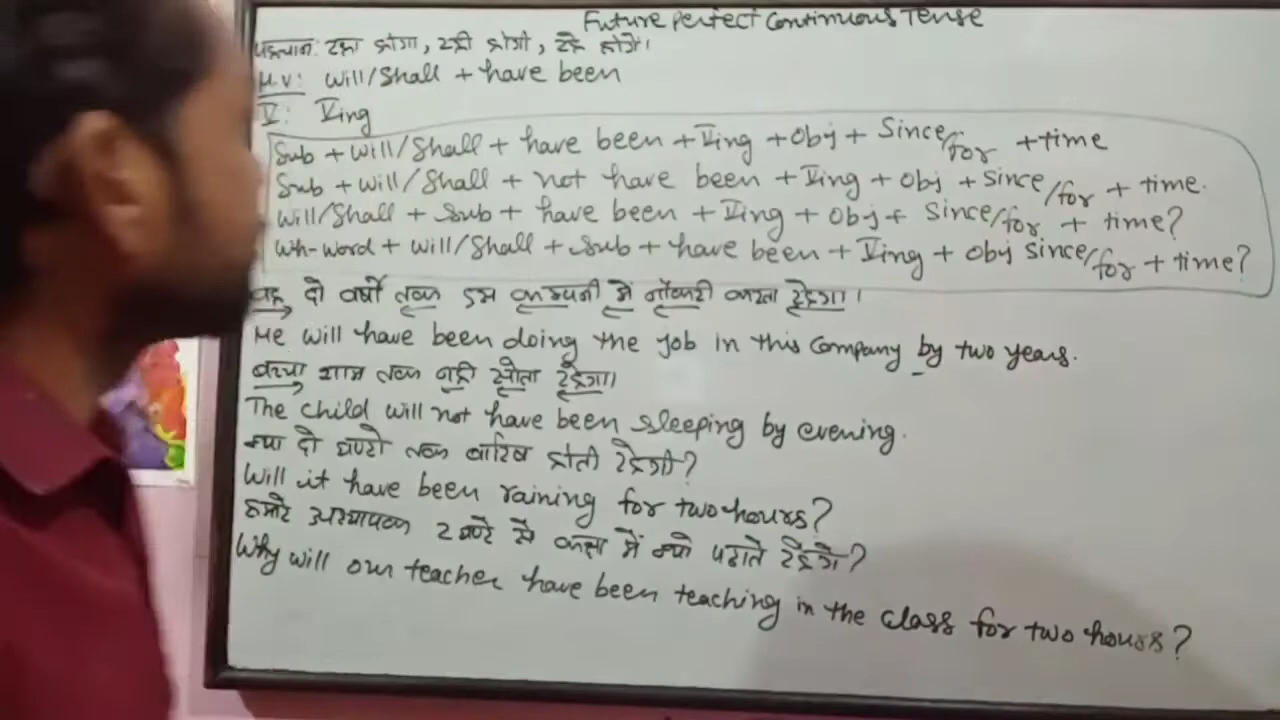 Future Perfect Continuous Tense
पहचान: रहा होगा, रही होगी, रहे होंगे।
H.V: Will/Shall + have been
V: Ving
Sub + Will/Shall + have been + Ving + Obj + Since/for + time
Sub + Will/Shall + not have been + Ving + Obj + Since/for + time.
Will/Shall + Sub + have been + Ving + Obj + Since/for + time?
Wh-word + Will/Shall + Sub + have been + Ving + Obj since/for + time?
वह दो वर्षों तक इस कम्पनी में नौकरी करता रहेगा।
He will have been doing the job in this Company by two years.
बच्चा शाम तक नही सोता रहेगा।
The child will not have been sleeping by evening.
क्या दो घण्टो तक बारिश होती रहेगी?
Will it have been raining for two hours?
हमारे अध्यापक 2 घण्टे से कक्षा में क्यो पढाते रहेंगे?
Why will our teacher have been teaching in the class for two hours?